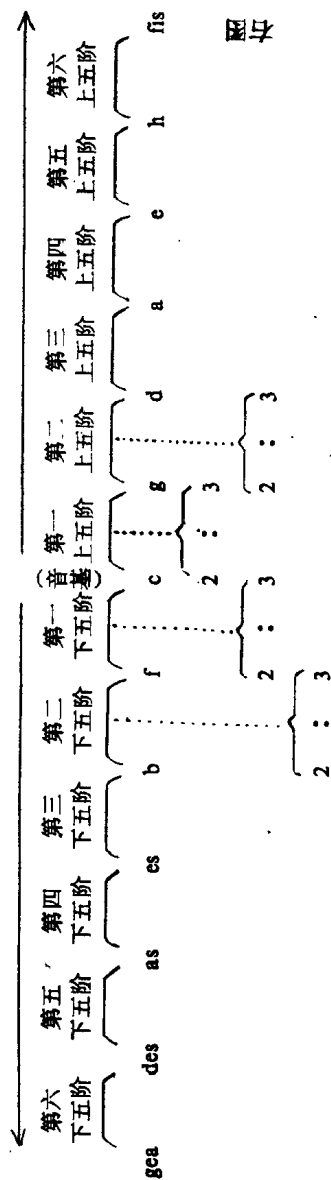 第六 第五 第四 第三 第二 第一 (基音) 第一 第二 第三 第四 第五 第六
下五阶 下五阶 下五阶 下五阶 下五阶 下五阶 上五阶 上五阶 上五阶 上五阶 上五阶 上五阶
gea des as es b f c g d a e h fis
2 : 3
2 : 3 2 : 3
2 : 3
右图